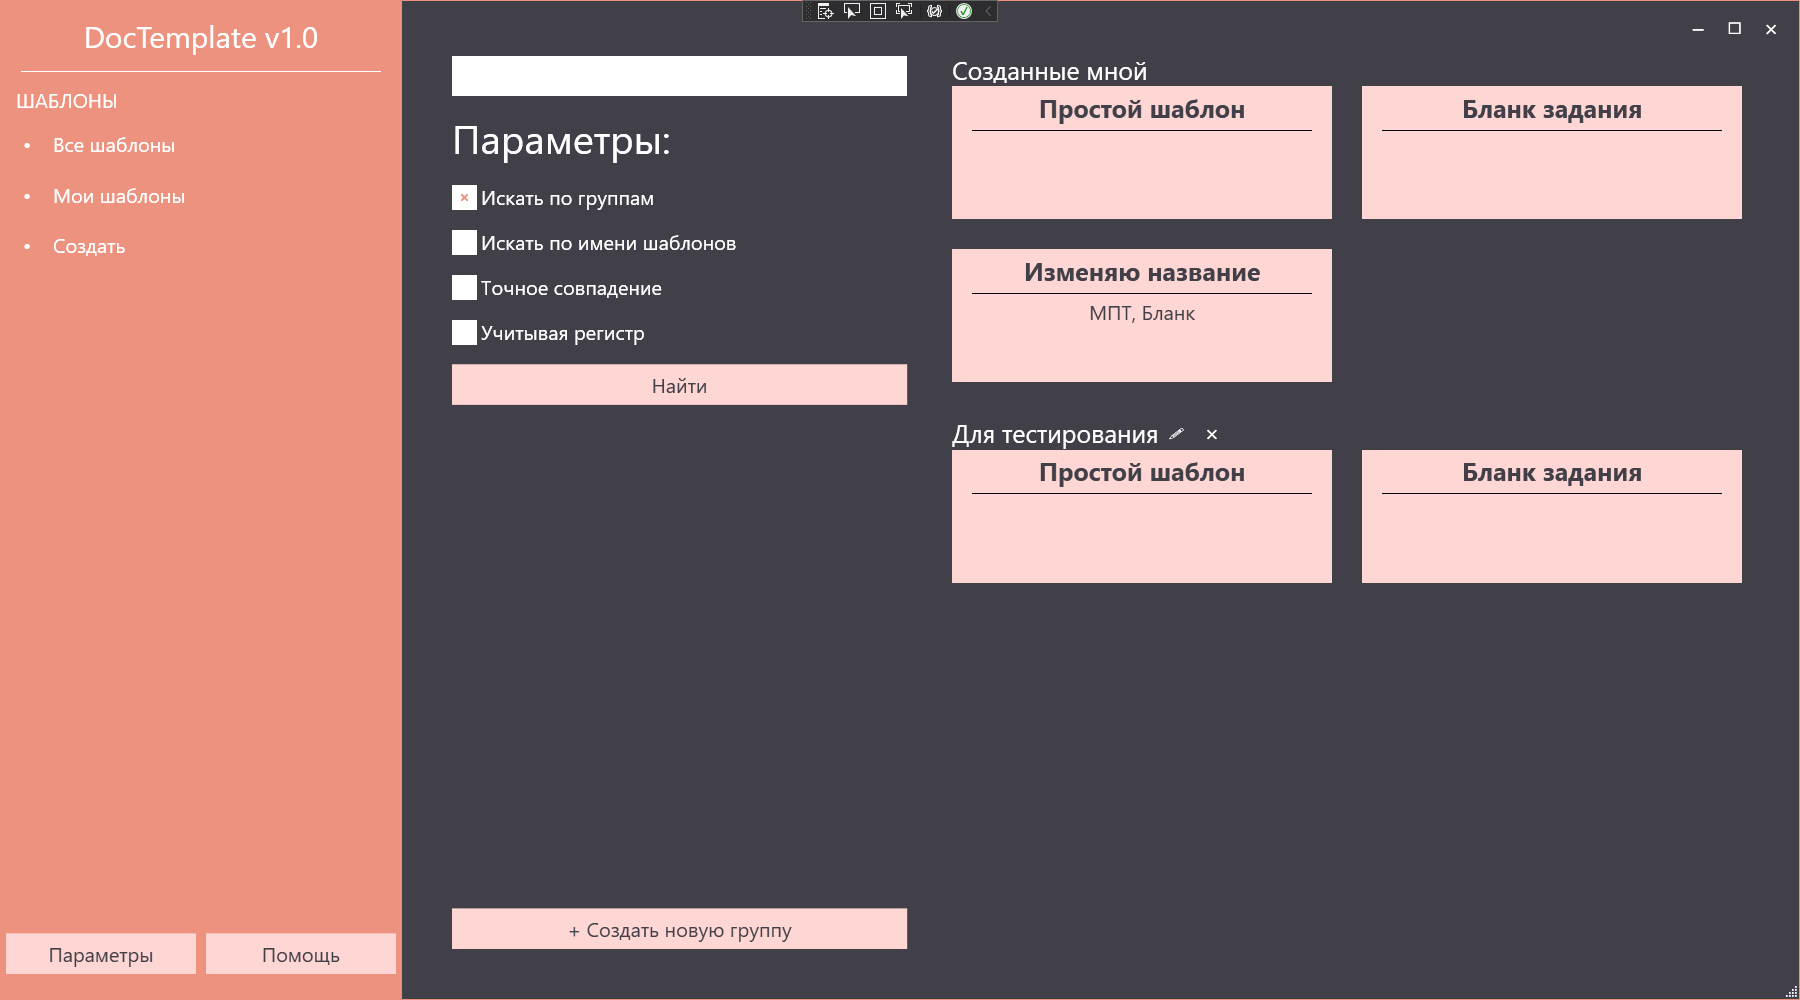 DocTemplate v1.0
ШАБЛОНЫ
• Все шаблоны
• Мои шаблоны
• Создать
Параметры
Помощь
Параметры:
Искать по группам
Искать по имени шаблонов
Точное совпадение
Учитывая регистр
Найти
+ Создать новую группу
Созданные мной
Простой шаблон
Бланк задания
Изменяю название
МПТ, Бланк
Для тестирования
Простой шаблон
Бланк задания